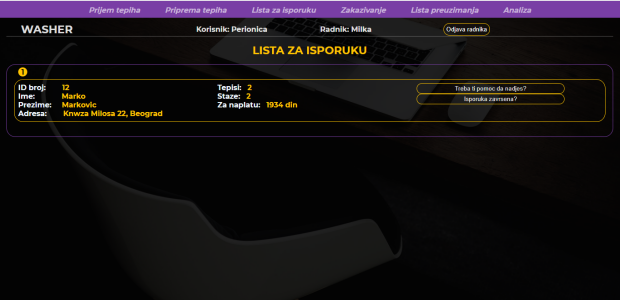 Prijem tepiha Priprema tepiha Lista za isporuku Zakazivanje Lista preuzimanja Analiza
WASHER Korisnik: Perionica Radnik: Milka Odjava radnika
LISTA ZA ISPORUKU
1
ID broj: 12 Tepisi: 2 Treba ti pomoc da nadjes?
Ime: Marko Staze: 2 Isporuka zavrsena?
Prezime: Markovic Za naplatu: 1934 din
Adresa: Knwza Milosa 22, Beograd